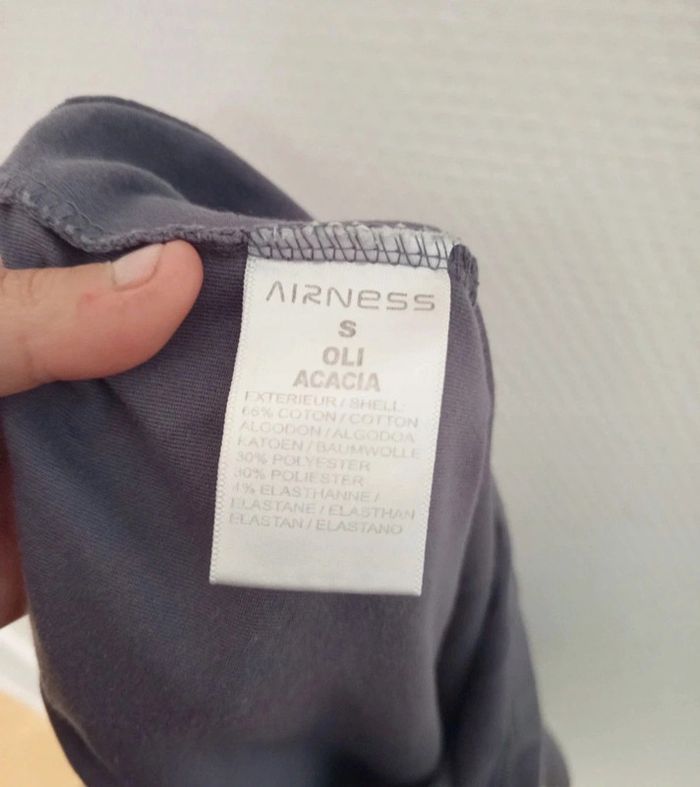 AIRNESS
S
OLI
ACACIA
EXTERIEUR / SHELL:
66% COTON / COTTON
ALGODON / ALGODOA
KATOEN / BAUMWOLLE
30% POLYESTER
30% POLIESTER
4% ELASTHANNE /
ELASTANE / ELASTHAN
ELASTAN / ELASTANO